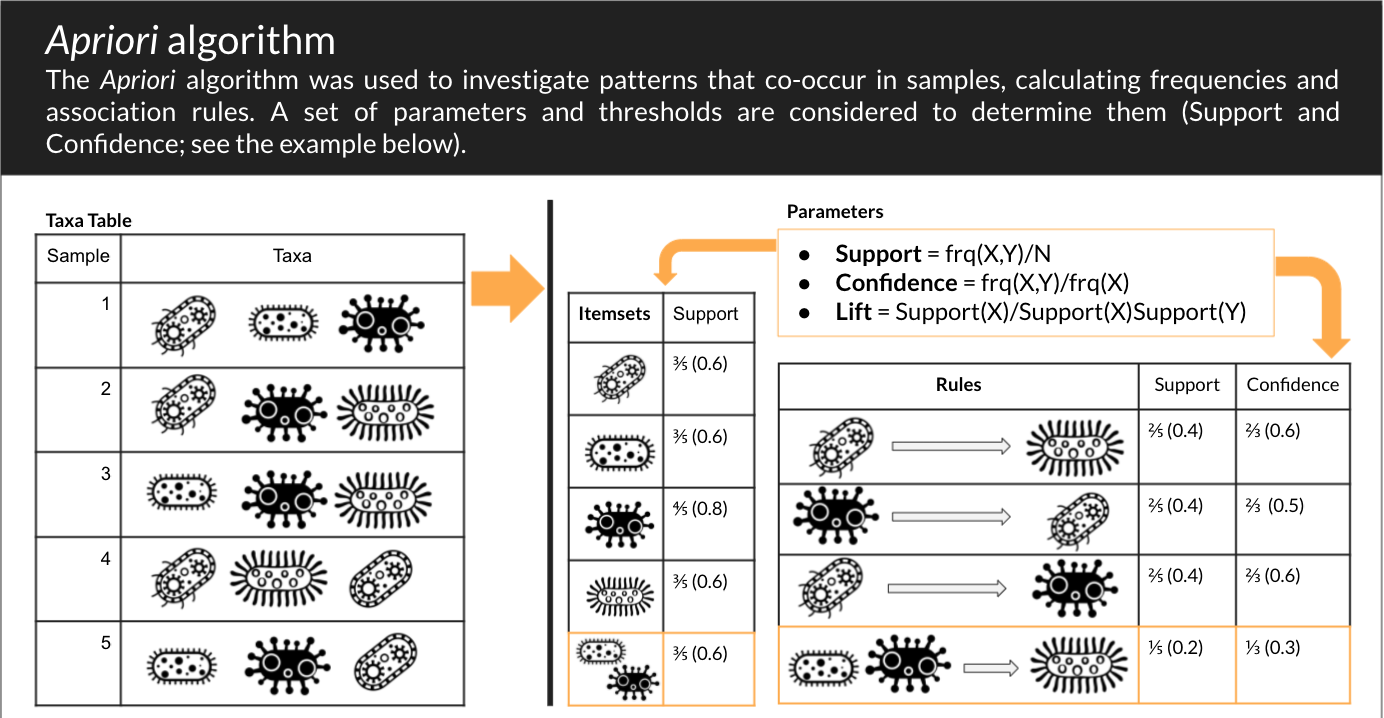 Apriori algorithm
The Apriori algorithm was used to investigate patterns that co-occur in samples, calculating frequencies and
association rules. A set of parameters and thresholds are considered to determine them (Support and
Confidence; see the example below).
Taxa Table
Sample Taxa
1
2
3
4
5
Parameters
● Support = frq(X,Y)/N
● Confidence = frq(X,Y)/frq(X)
● Lift = Support(X)/Support(X)Support(Y)
Itemsets Support
⅗ (0.6)
⅗ (0.6)
⅘ (0.8)
⅗ (0.6)
⅗ (0.6)
Rules Support Confidence
⅖ (0.4) ⅔ (0.6)
⅖ (0.4) ⅔ (0.5)
⅖ (0.4) ⅔ (0.6)
⅕ (0.2) ⅓ (0.3)